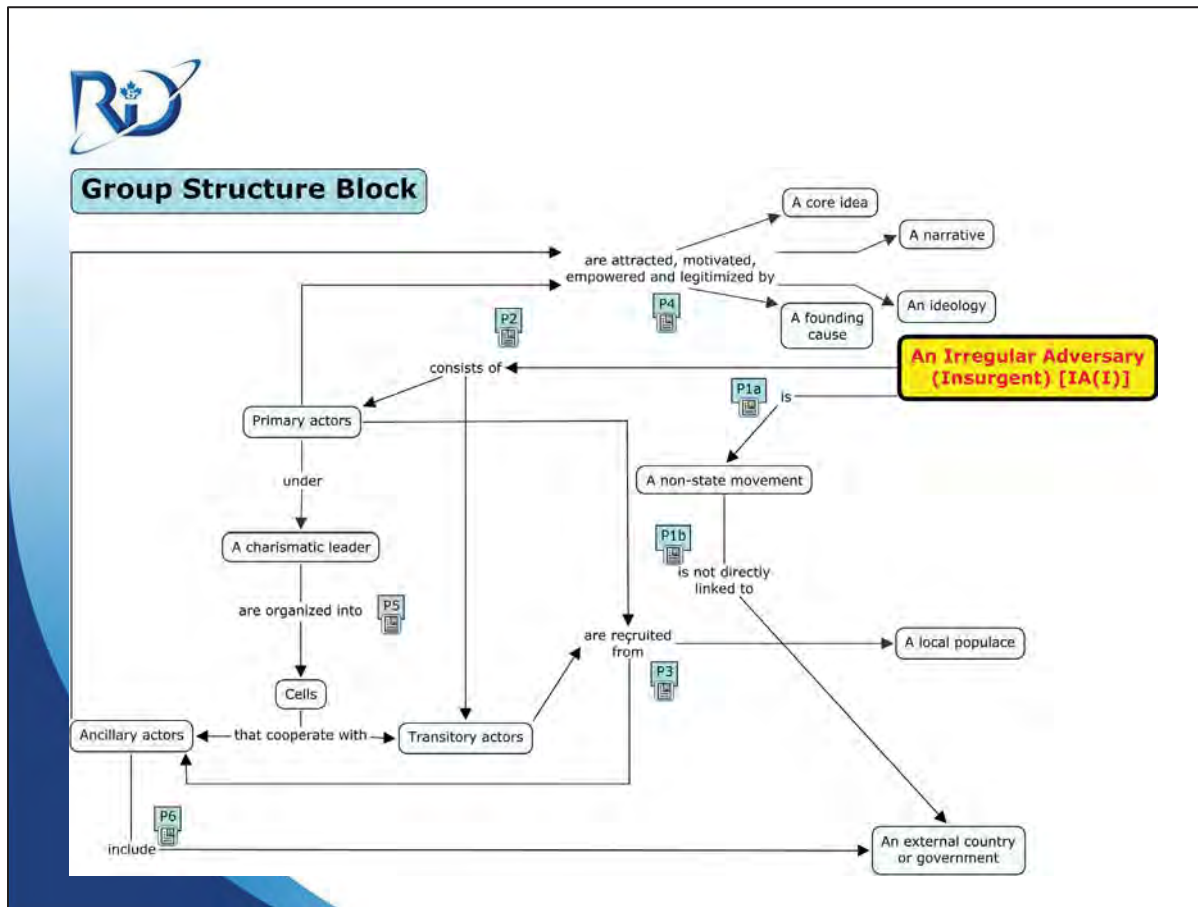 R&D
Group Structure Block
A core idea
A narrative
are attracted, motivated,
empowered and legitimized by
P4
An ideology
A founding
cause
P2
An Irregular Adversary
(Insurgent) [IA(I)]
consists of
P1a
is
Primary actors
A non-state movement
under
P1b
A charismatic leader
is not directly
linked to
are organized into
P5
are recruited
from
A local populace
P3
Cells
Ancillary actors
that cooperate with
Transitory actors
P6
include
An external country
or government